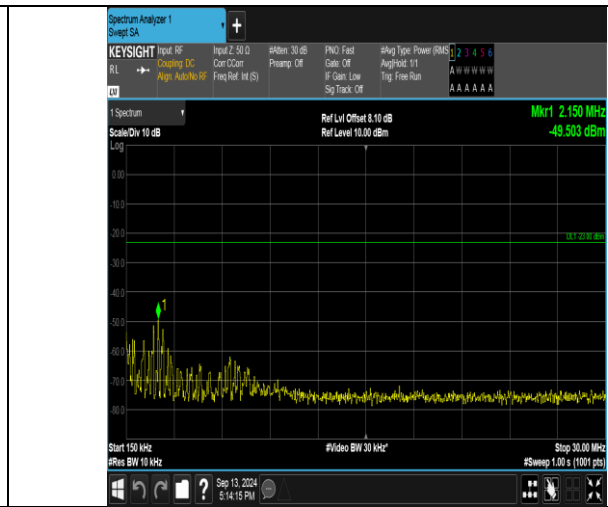 Spectrum Analyzer 1
Swept SA
+
KEYSIGHT Input: RF Input Z: 50 Ω #Atten: 30 dB PNO: Fast #Avg Type: Power (RMS 1 2 3 4 5 6
RL Coupling: DC Corr CCorr Preamp: Off Gate: Off Avg|Hold: 1/1 A W W W W W
Align: Auto/No RF Freq Ref: Int (S) IF Gain: Low Trig: Free Run
Sig Track: Off A A A A A A
1 Spectrum Ref Lvl Offset 8.10 dB Mkr1 2.150 MHz
Scale/Div 10 dB Ref Level 10.00 dBm -49.503 dBm
Log
0.00
-10.0
-20.0
DL1 -23.00 dBm
-30.0
-40.0
1
-50.0
-60.0
-70.0
-80.0
Start 150 kHz #Video BW 30 kHz* Stop 30.00 MHz
#Res BW 10 kHz #Sweep 1.00 s (1001 pts)
? Sep 13, 2024
5:14:15 PM